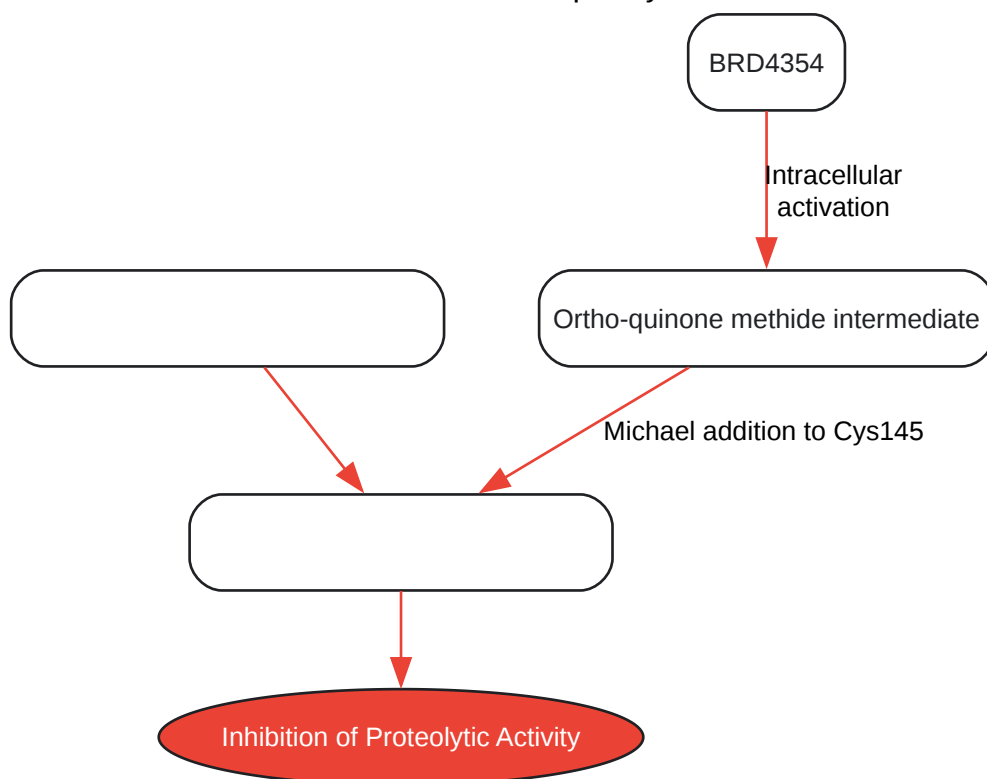 BRD4354
Intracellular
activation
Ortho-quinone methide intermediate
Michael addition to Cys145
Inhibition of Proteolytic Activity